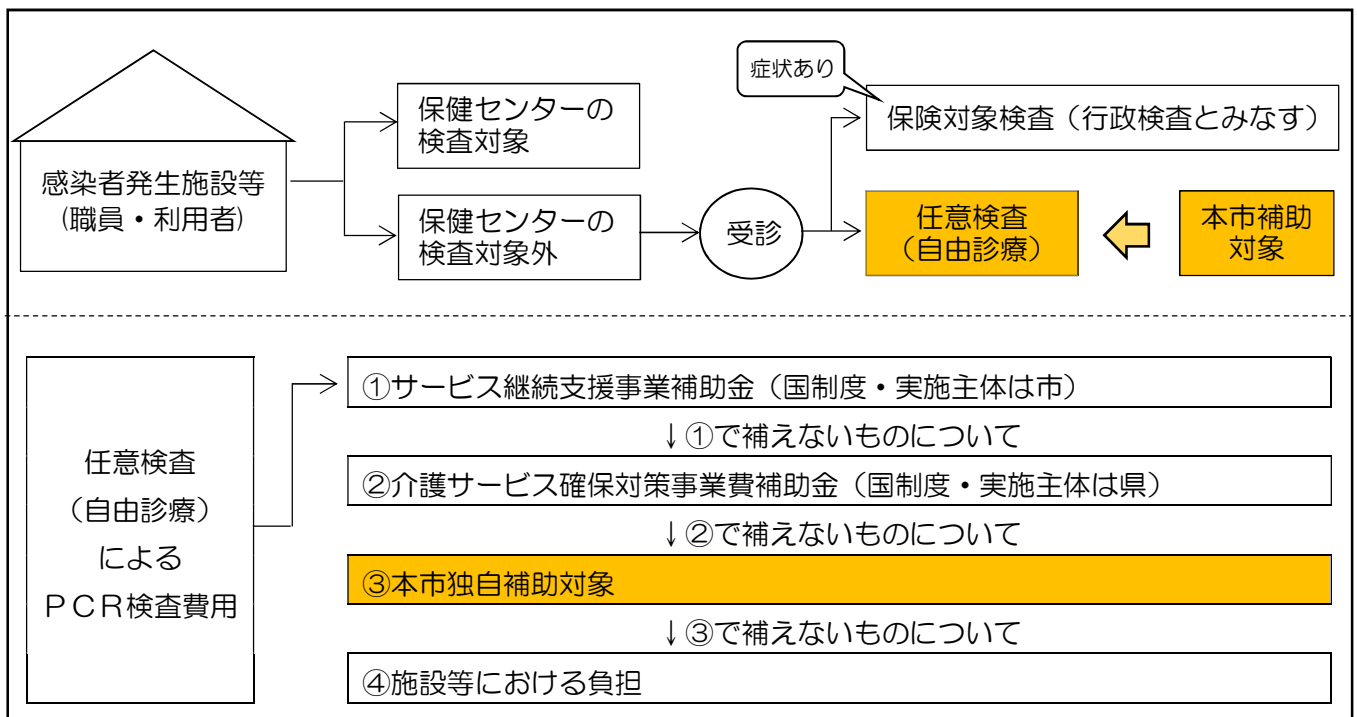 症状あり
保健センターの
検査対象
保険対象検査（行政検査とみなす）
感染者発生施設等
(職員・利用者)
保健センターの
検査対象外
受診
任意検査
（自由診療）
本市補助
対象
任意検査
（自由診療）
による
ＰＣＲ検査費用
①サービス継続支援事業補助金（国制度・実施主体は市）
↓①で補えないものについて
②介護サービス確保対策事業費補助金（国制度・実施主体は県）
↓②で補えないものについて
③本市独自補助対象
↓③で補えないものについて
④施設等における負担